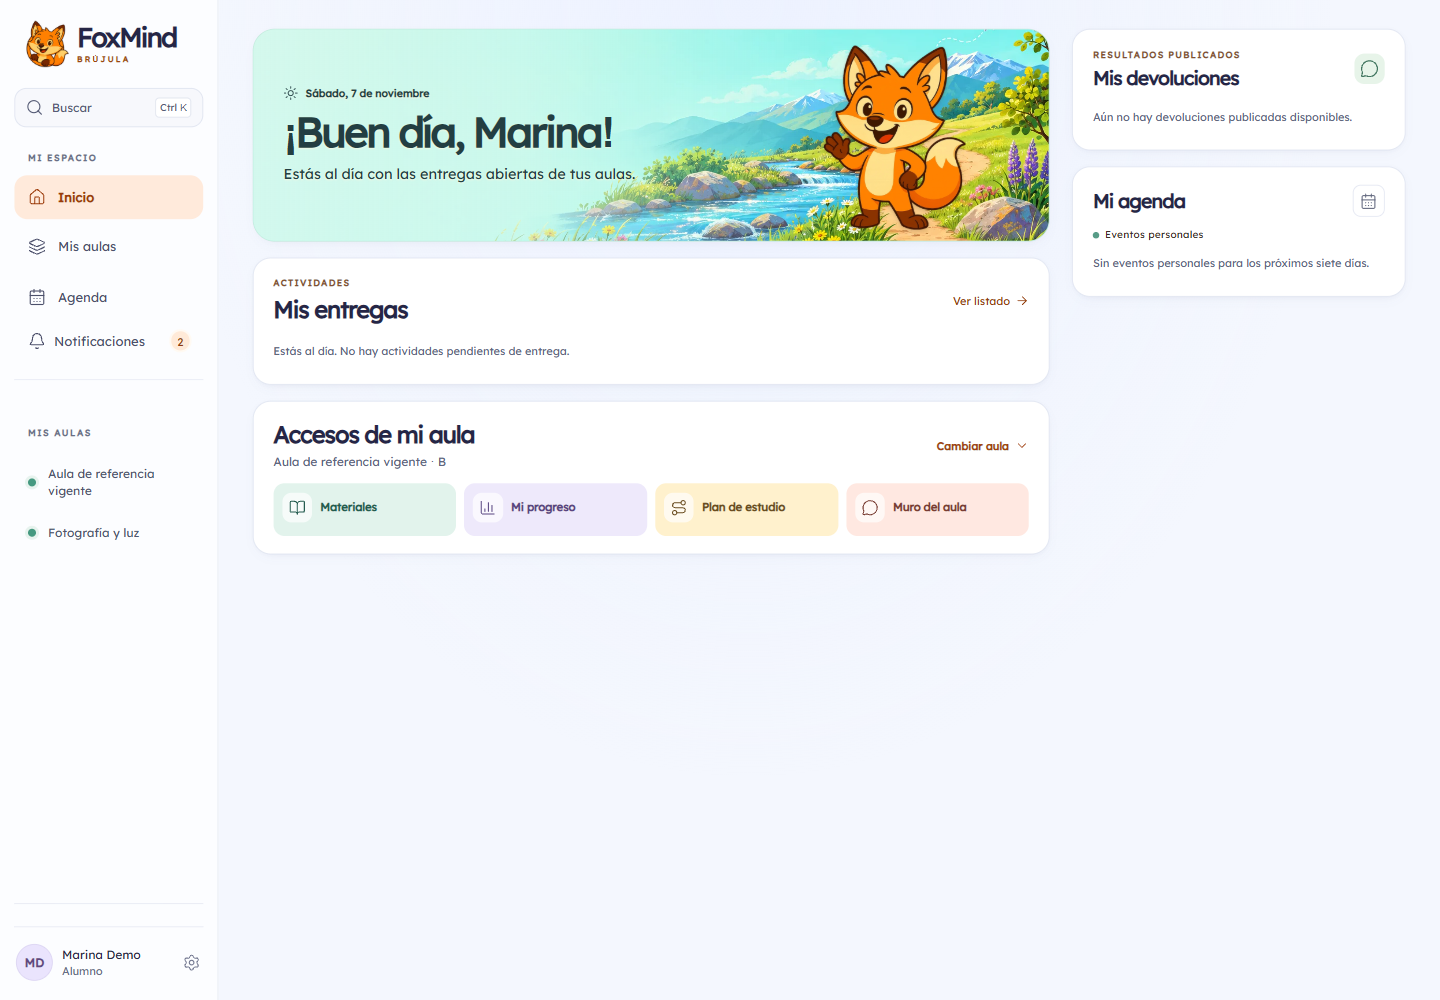 FoxMind
BRÚJULA
Buscar
Ctrl K
MI ESPACIO
Inicio
Mis aulas
Agenda
Notificaciones
2
MIS AULAS
Aula de referencia
vigente
Fotografía y luz
MD
Marina Demo
Alumno
Sábado, 7 de noviembre
¡Buen día, Marina!
Estás al día con las entregas abiertas de tus aulas.
ACTIVIDADES
Mis entregas
Ver listado
Estás al día. No hay actividades pendientes de entrega.
Accesos de mi aula
Aula de referencia vigente · B
Cambiar aula
Materiales
Mi progreso
Plan de estudio
Muro del aula
RESULTADOS PUBLICADOS
Mis devoluciones
Aún no hay devoluciones publicadas disponibles.
Mi agenda
Eventos personales
Sin eventos personales para los próximos siete días.